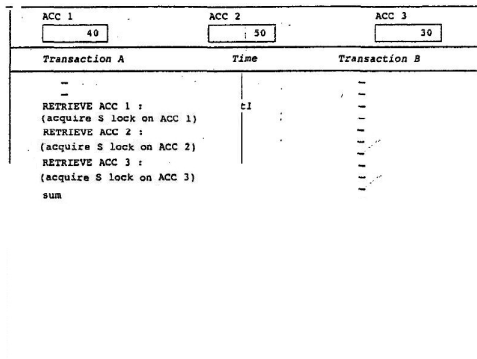 ACC 1 ACC 2 ACC 3
40 50 30
Transaction A Time Transaction B
– –
– –
RETRIEVE ACC 1 : t1 –
(acquire S lock on ACC 1) –
RETRIEVE ACC 2 : –
(acquire S lock on ACC 2) –
RETRIEVE ACC 3 : –
(acquire S lock on ACC 3) –
sum –